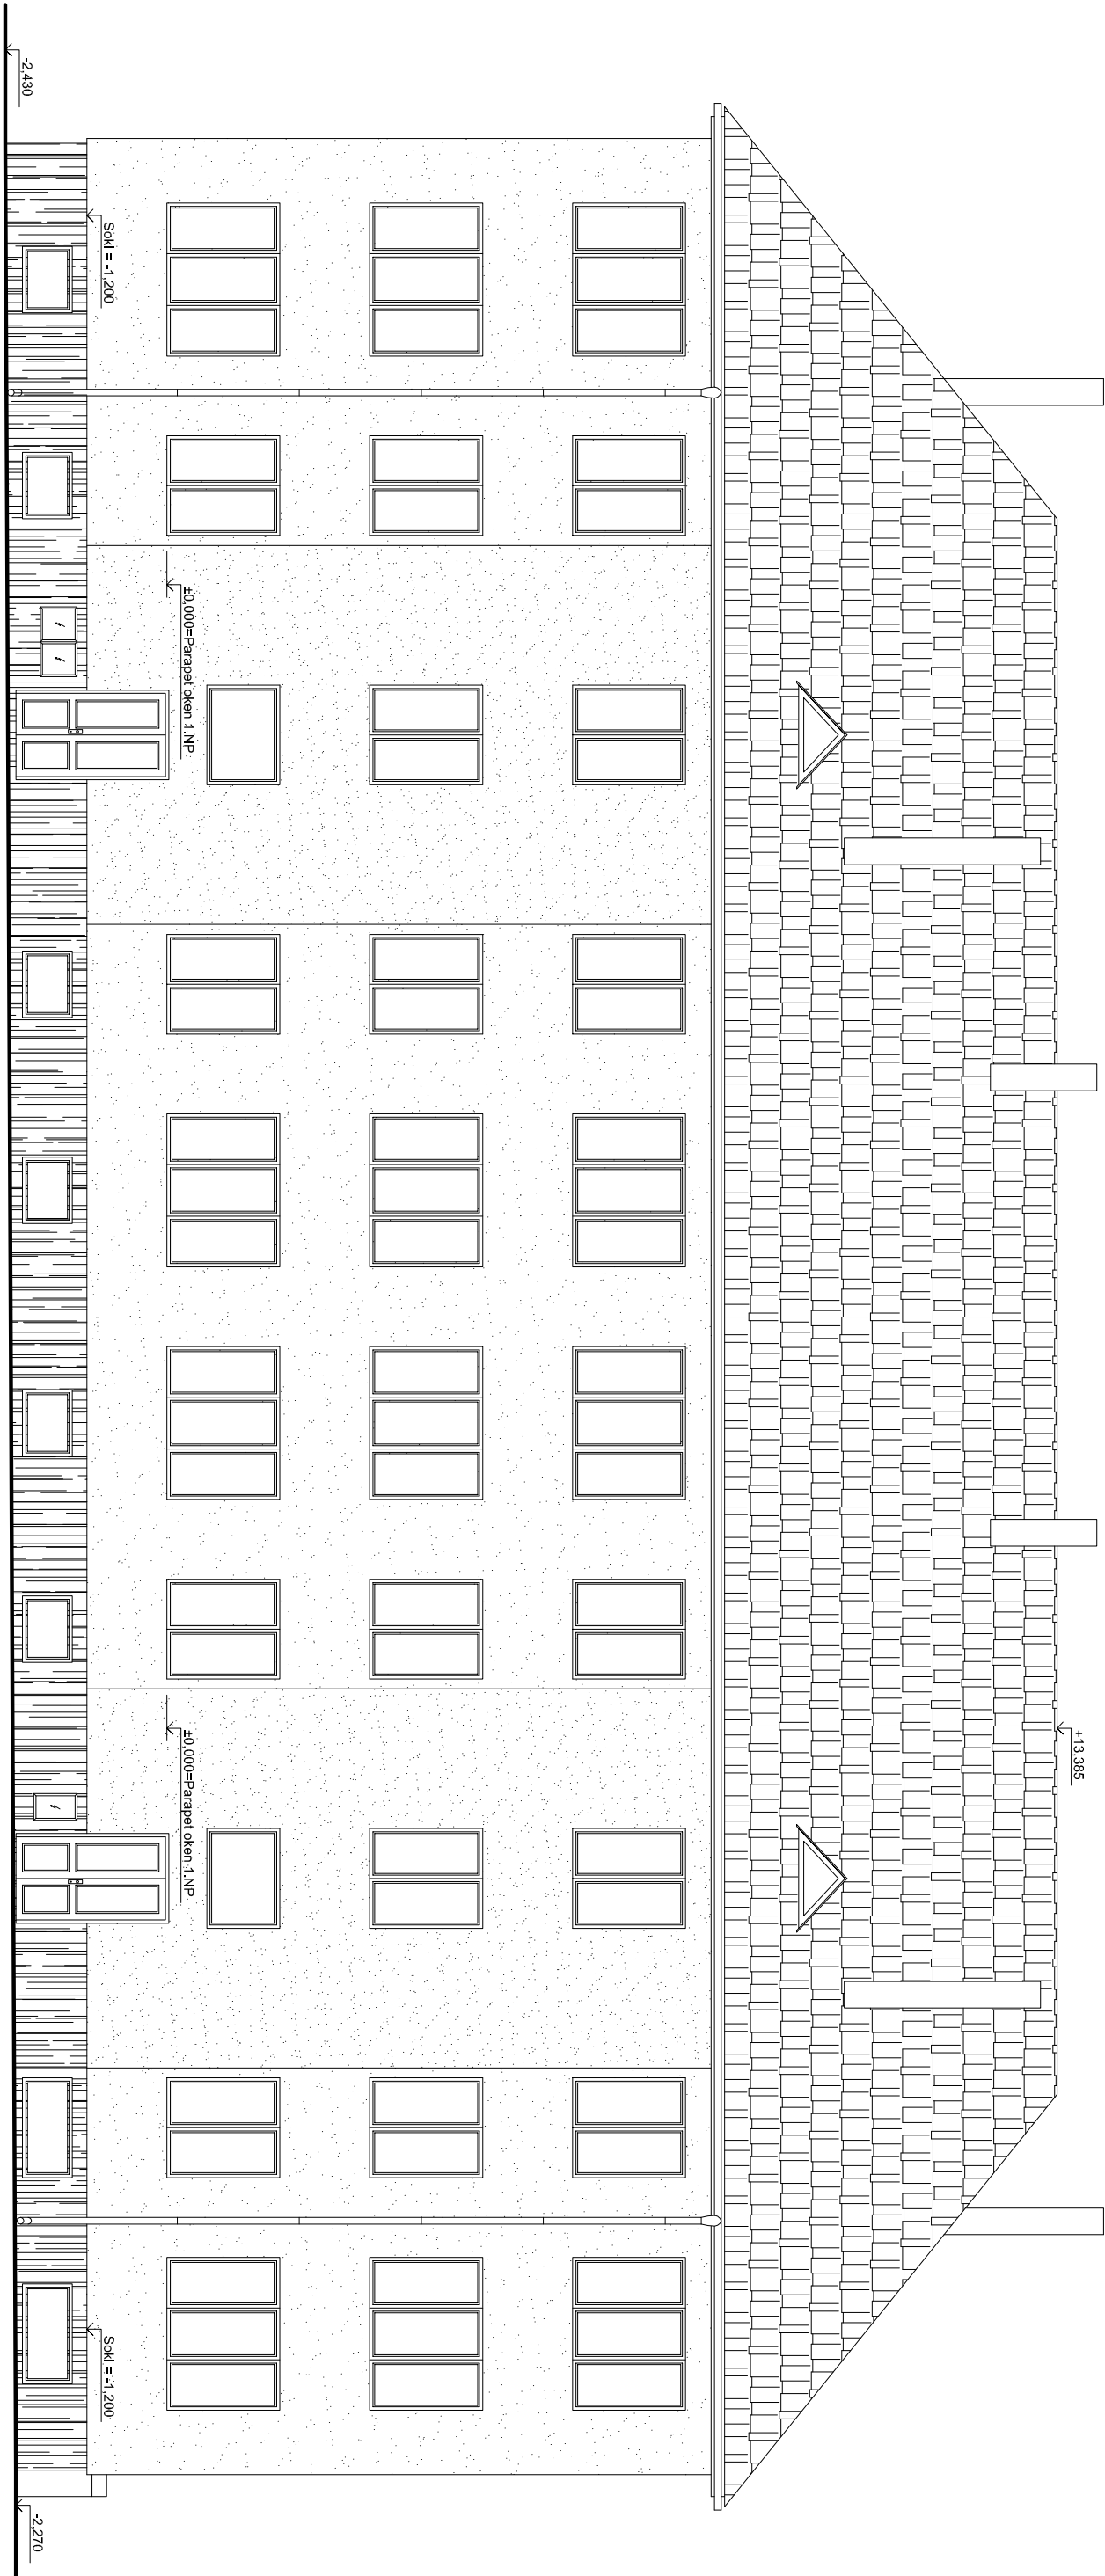 +13,385
±0,000=Parapet oken 1.NP
±0,000=Parapet oken 1.NP
Sokl = -1,200
Sokl = -1,200
-2,430
-2,270